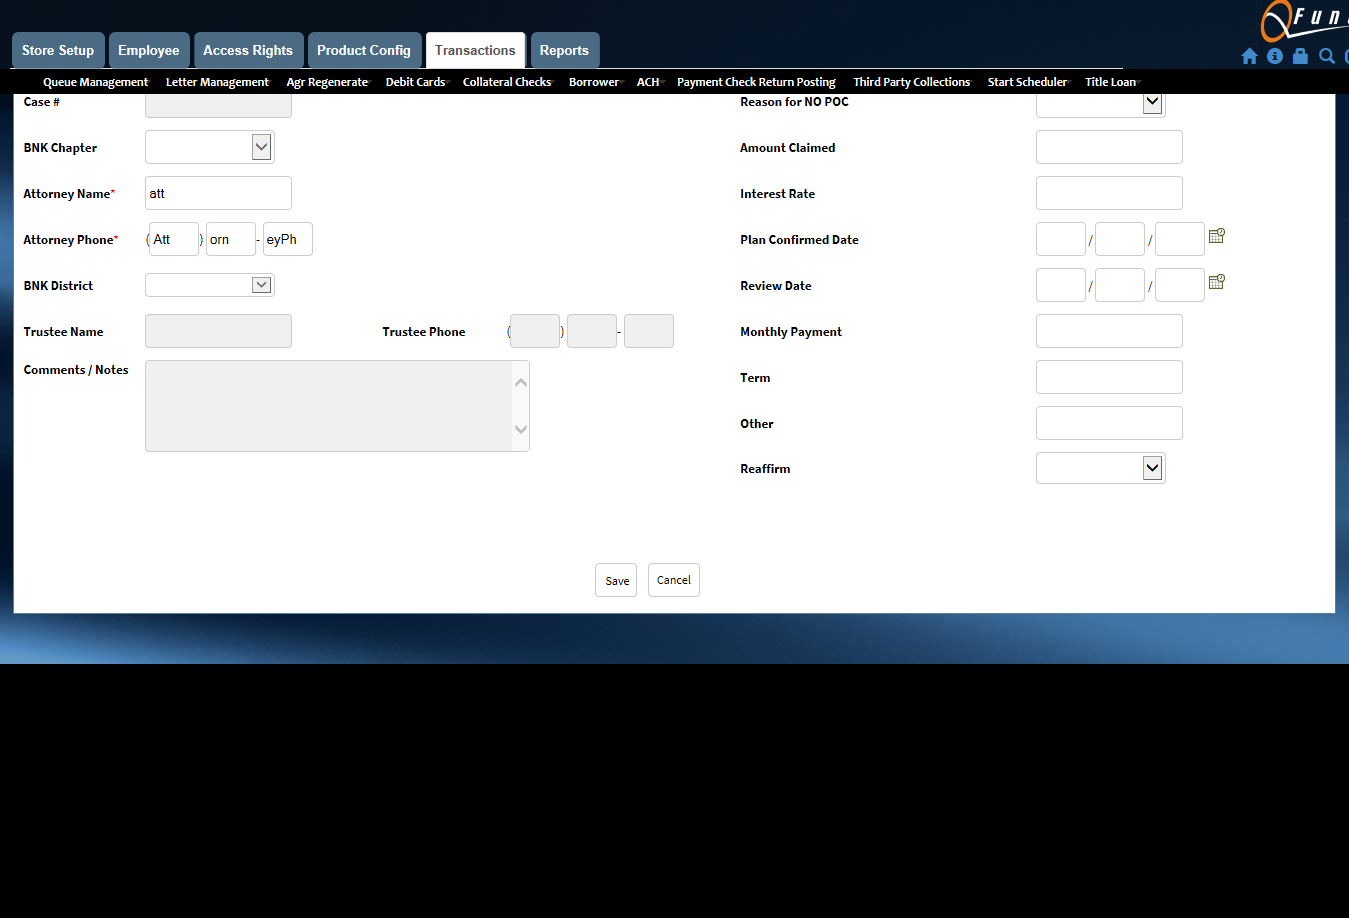 Fun
Store Setup Employee Access Rights Product Config Transactions Reports
Queue Management Letter Management Agr Regenerate Debit Cards Collateral Checks Borrower ACH Payment Check Return Posting Third Party Collections Start Scheduler Title Loan
Case # Reason for NO POC
BNK Chapter Amount Claimed
Attorney Name* att Interest Rate
Attorney Phone* (Att) orn - eyPh Plan Confirmed Date / /
BNK District Review Date / /
Trustee Name Trustee Phone ( ) - Monthly Payment
Comments / Notes Term
Other
Reaffirm
Save Cancel